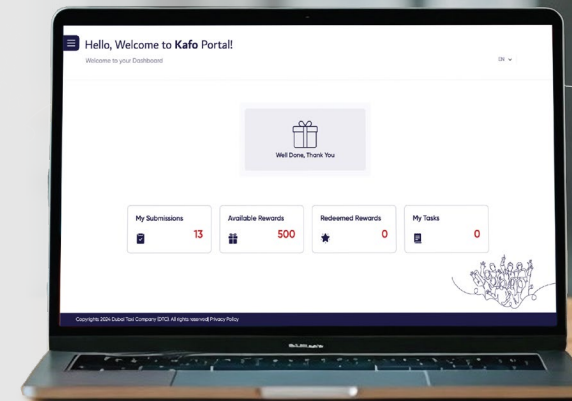 Hello, Welcome to Kafo Portal!
Welcome to your Dashboard
EN
Well Done, Thank You
My Submissions
13
Available Rewards
500
Redeemed Rewards
0
My Tasks
0
Copyrights 2024 Dubai Taxi Company (DTC). All rights reserved| Privacy Policy